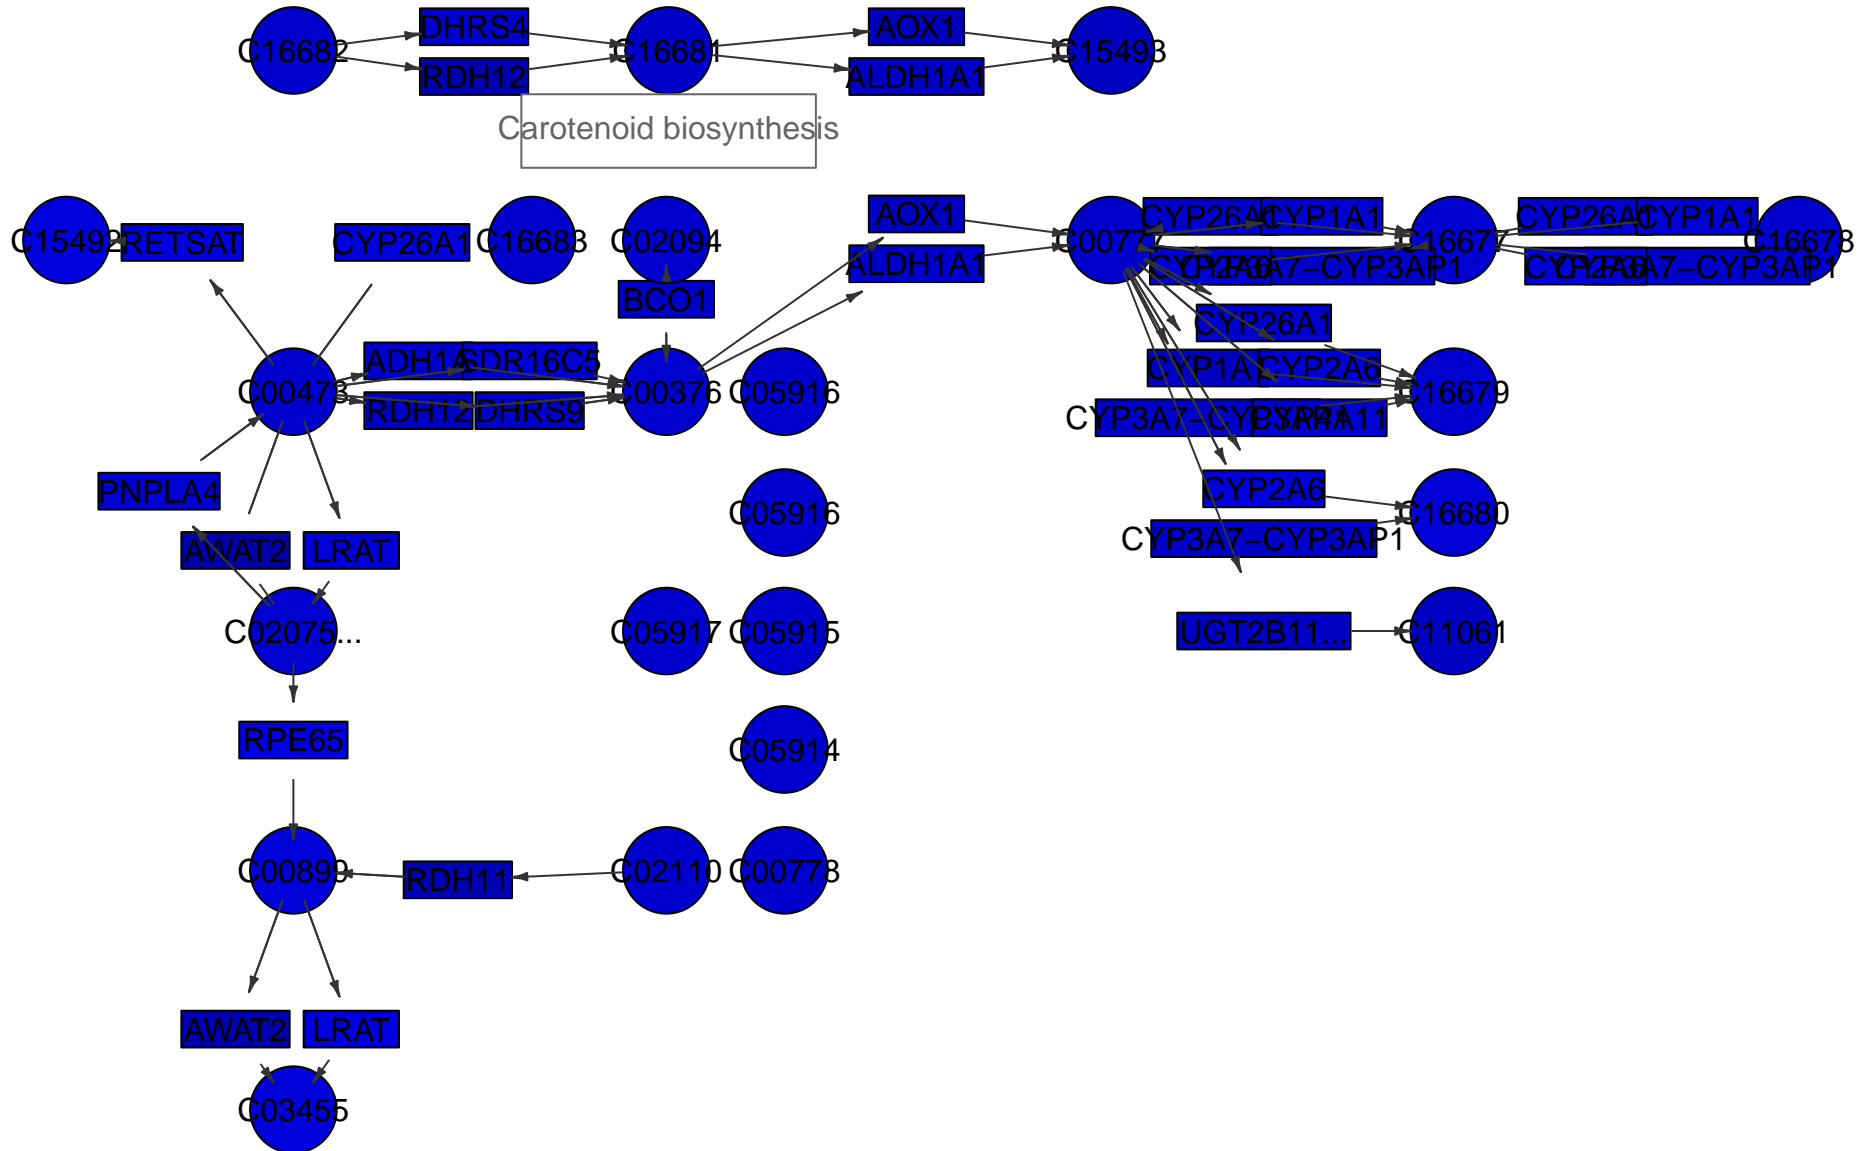 C16682
DHRS4
RDH12
C16681
AOX1
ALDH1A1
C15493
Carotenoid biosynthesis
C15492
RETSAT
CYP26A1
C16683
C02094
BCO1
AOX1
ALDH1A1
CYP26A1
CYP1A1
CYP2A6
C16677
CYP26A1
CYP1A1
CYP2A6
C16678
CYP26A1
C00473
ADH1A
SDR16C5
RDH12
DHRS9
C00376
C05916
CYP2A6
C16679
PNPLA4
C05916
CYP2A6
CYP3A7–CYP3AP1
C16680
AWAT2
LRAT
C02075...
C05917
C05915
UGT2B11...
C11061
RPE65
C05914
C00899
RDH11
C02110
C00778
AWAT2
LRAT
C03455